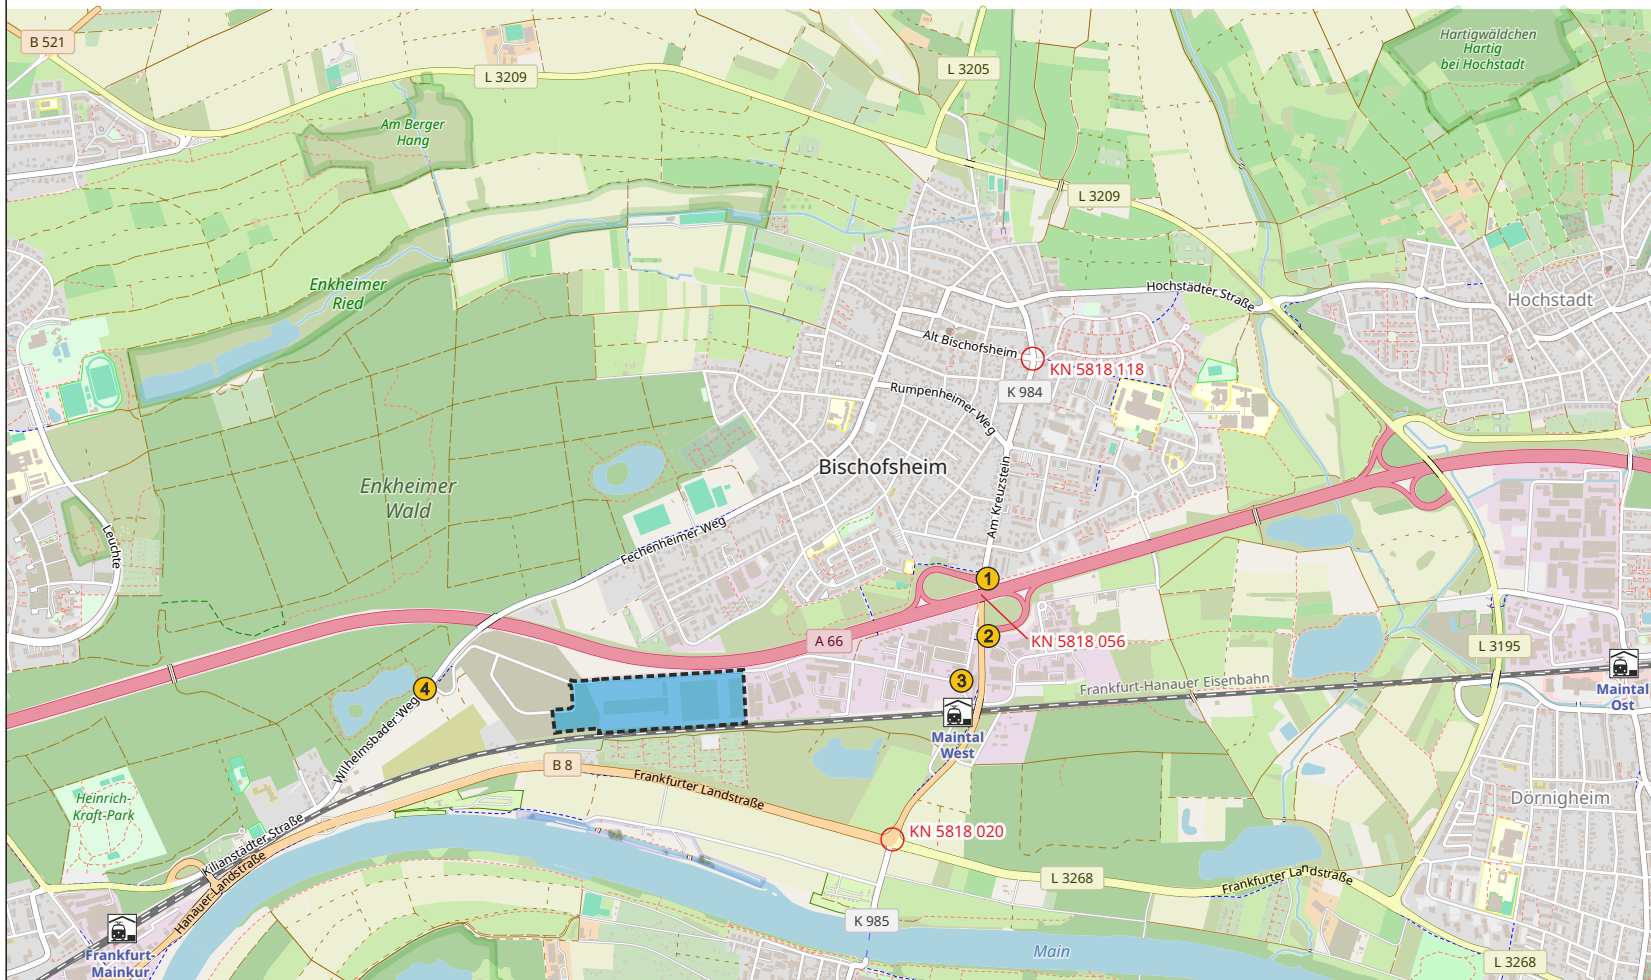 B 521
L 3209
L 3205
Hartigwäldchen
Hartig
bei Hochstadt
Am Berger
Hang
L 3209
Enkheimer
Ried
Hochstädter Straße
Hochstadt
Alt Bischofsheim
KN 5818 118
K 984
Rumpenheimer Weg
Bischofsheim
Enkheimer
Wald
Am Kreuzstein
Leuchte
Fechenheimer Weg
1
A 66
2
KN 5818 056
L 3195
3
4
Frankfurt-Hanauer Eisenbahn
Maintal
Ost
Wilhelmsbader Weg
Maintal
West
B 8
Frankfurter Landstraße
Heinrich-
Kraft-Park
Dörnigheim
KN 5818 020
Kilianstädter Straße
Hanauer Landstraße
L 3268
Frankfurter Landstraße
K 985
Main
Frankfurt-
Mainkur
L 3268